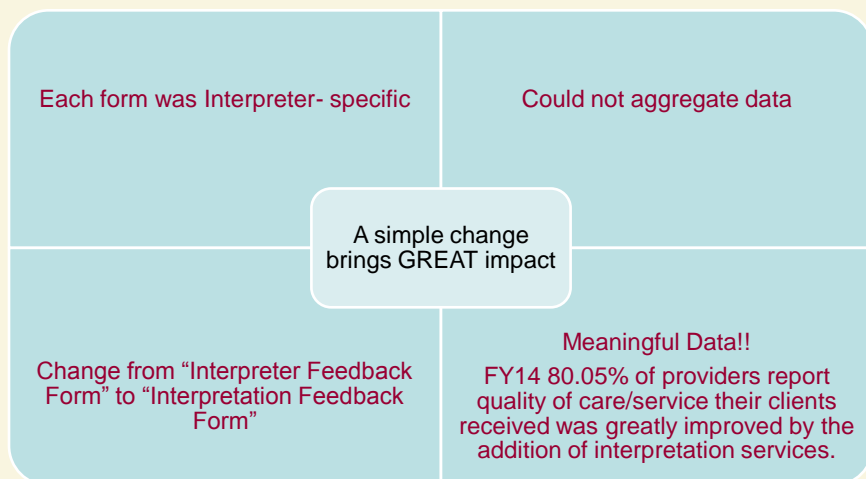 Each form was Interpreter- specific
Could not aggregate data
A simple change
brings GREAT impact
Change from “Interpreter Feedback
Form” to “Interpretation Feedback
Form”
Meaningful Data!!
FY14 80.05% of providers report
quality of care/service their clients
received was greatly improved by the
addition of interpretation services.